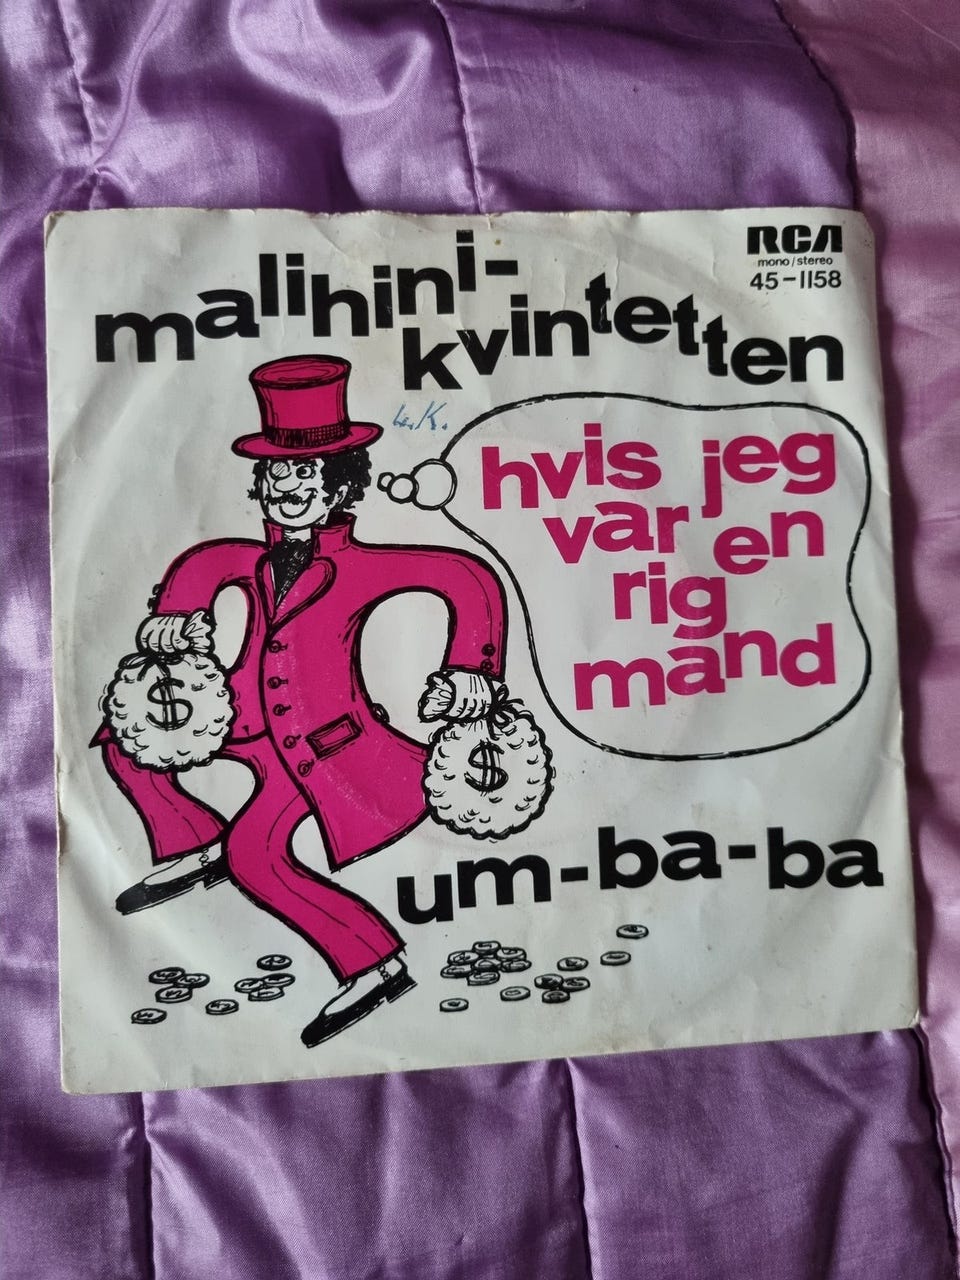 RCA
mono/stereo
45-1158
malihini-
kvintetten
L.K.
hvis jeg
var en
rig
mand
$
$
um-ba-ba